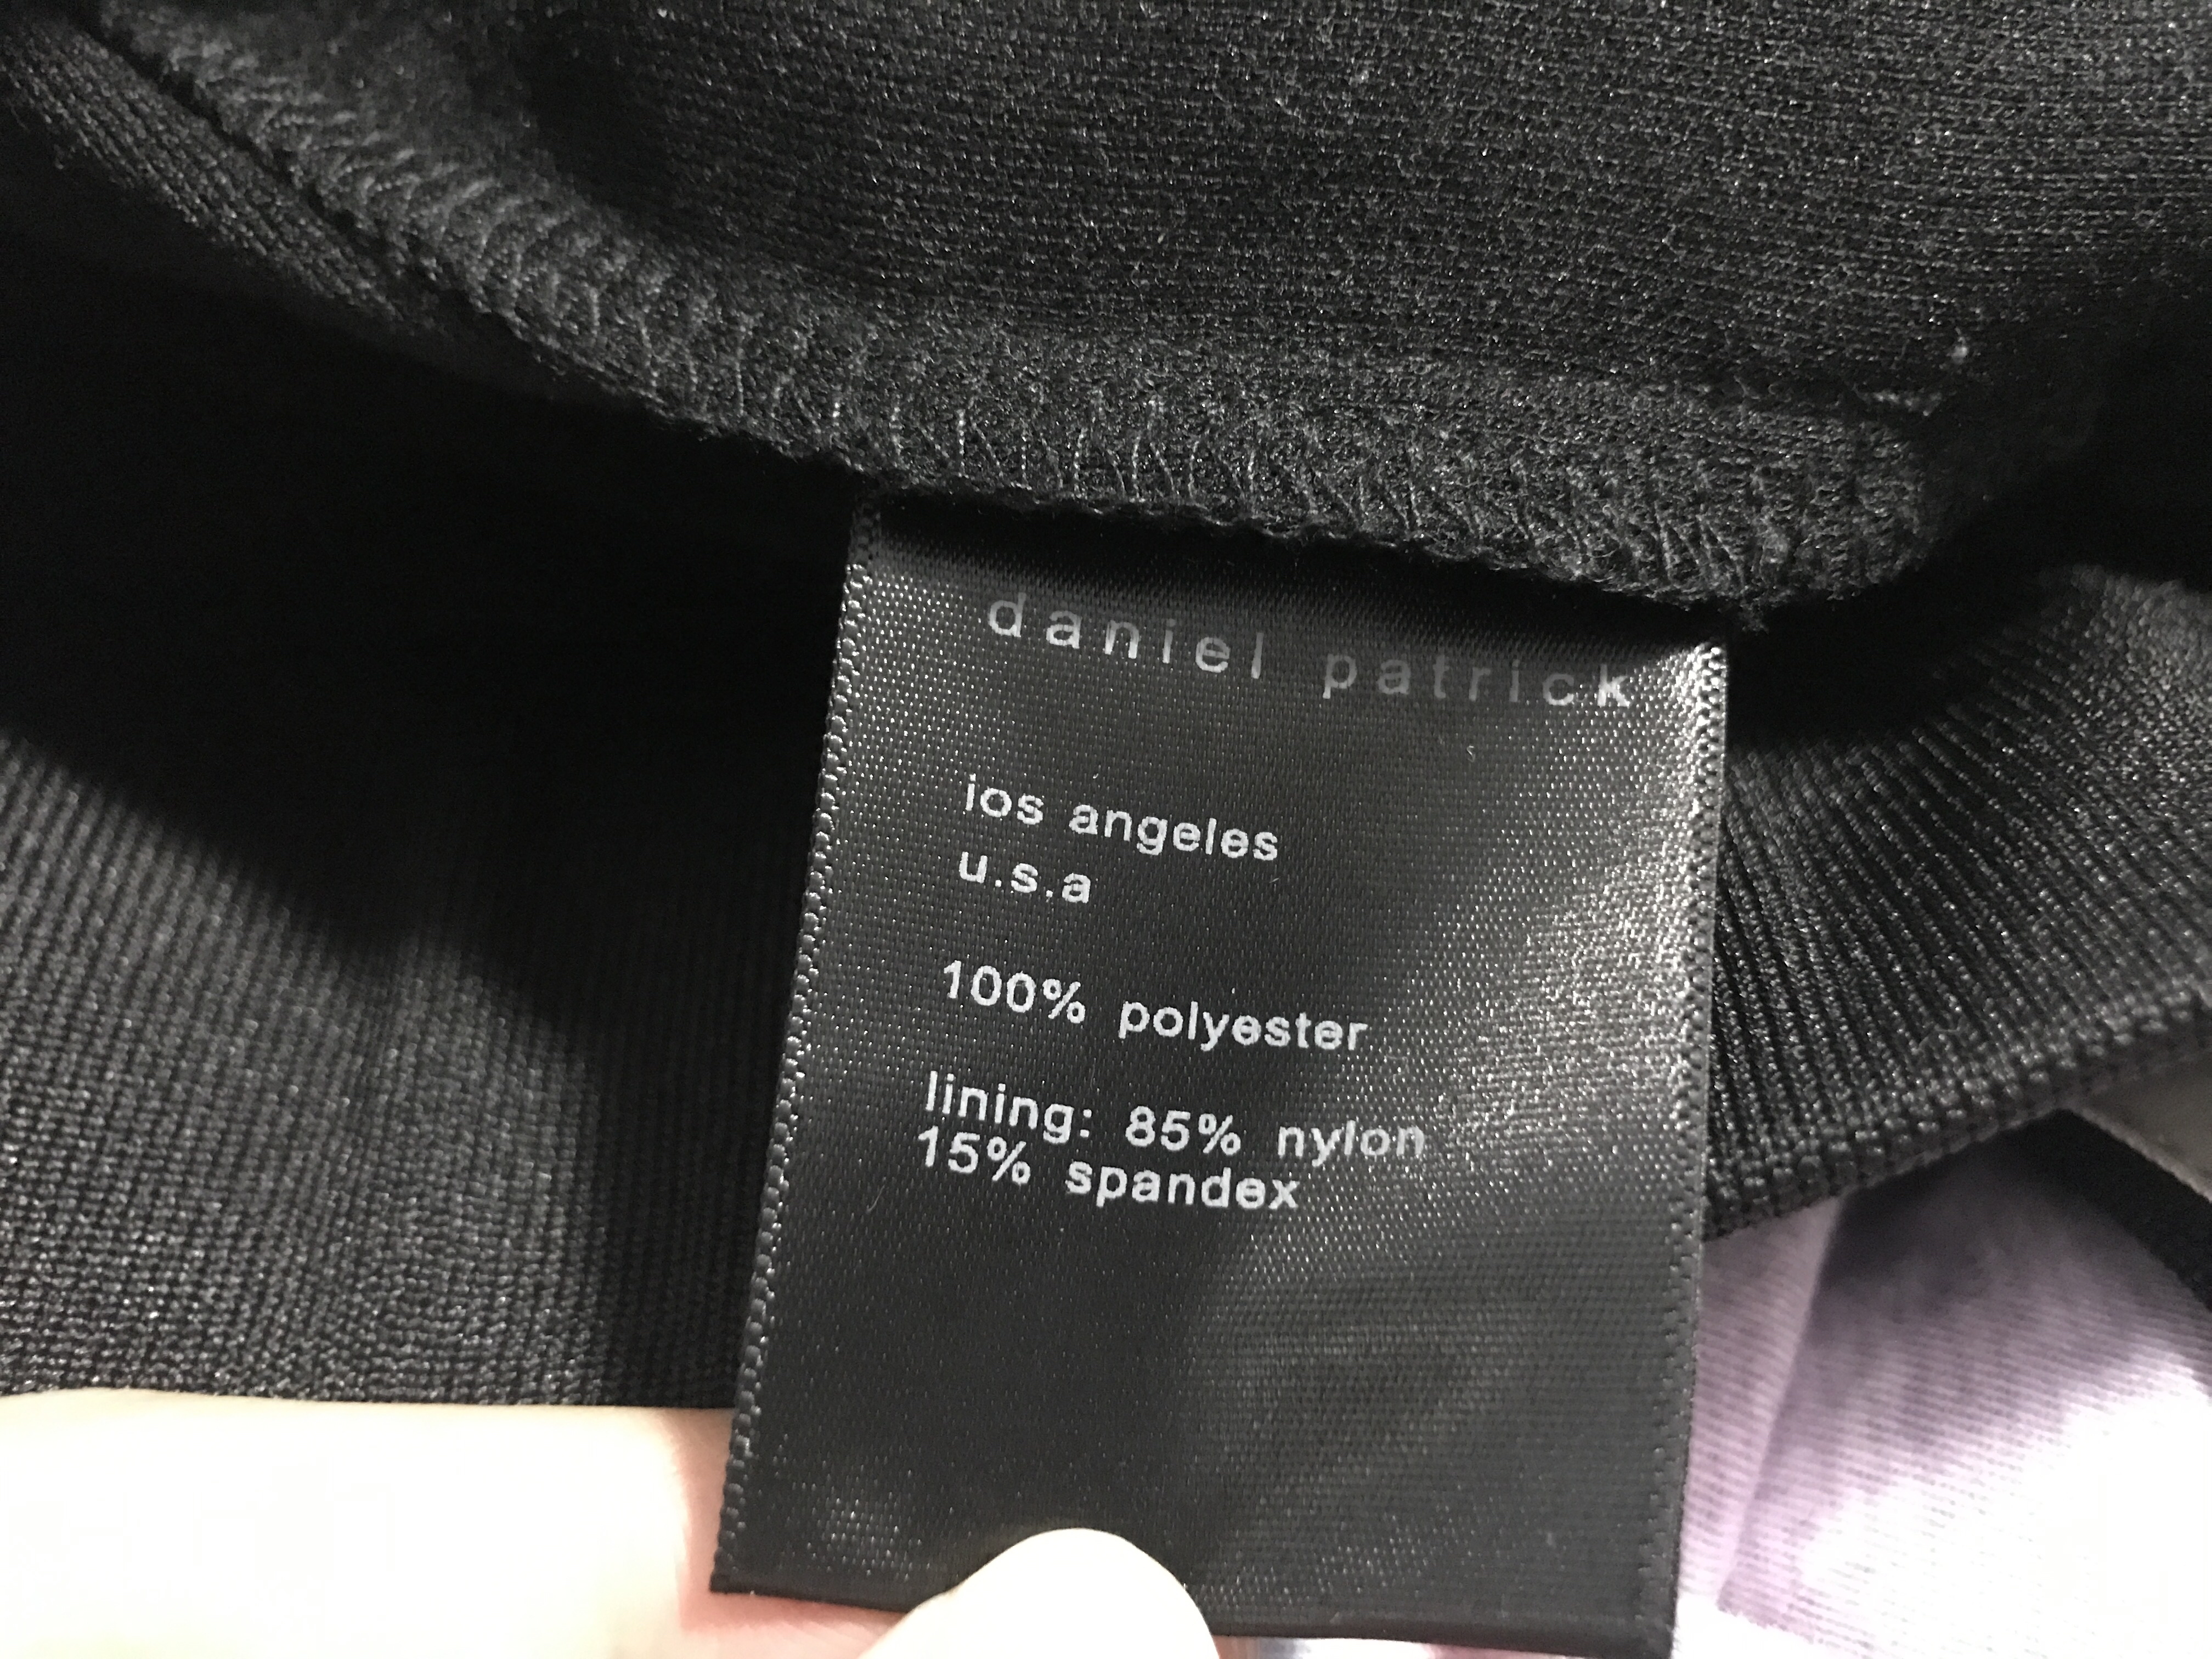 daniel patrick
ios angeles
u.s.a
100% polyester
lining: 85% nylon
15% spandex